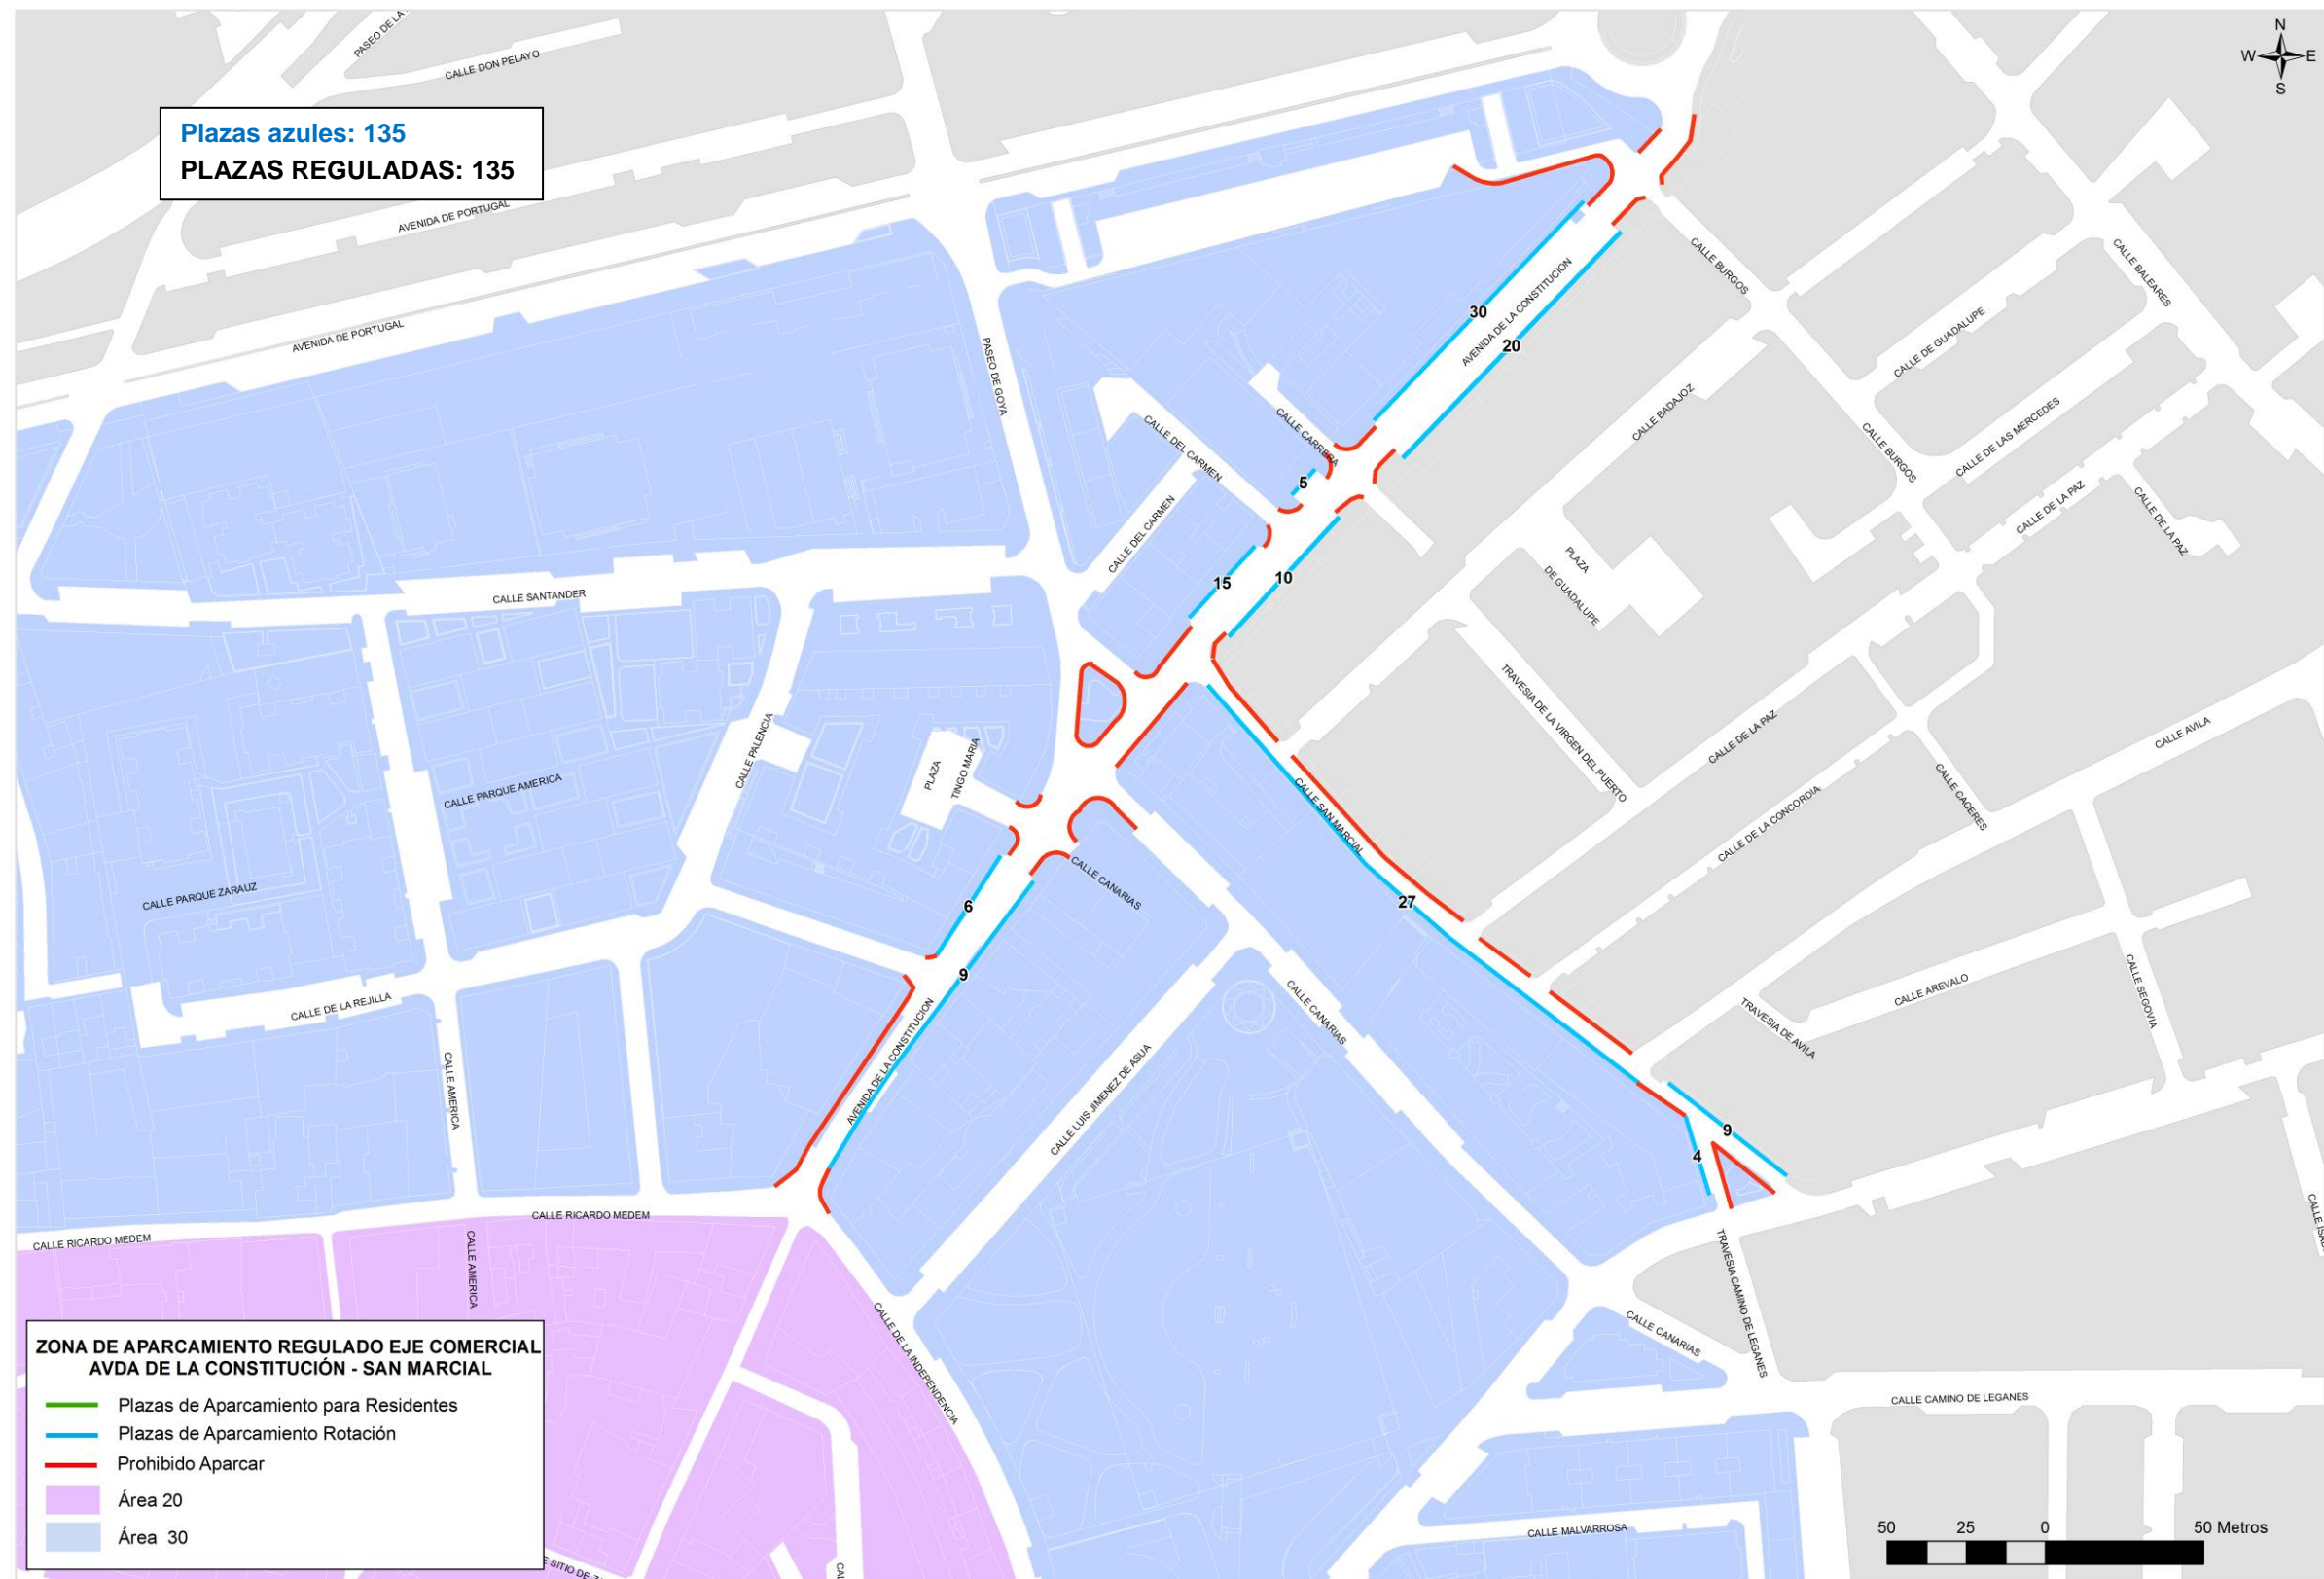 PASEO DE LA
CALLE DON PELAYO
N
W
E
S
Plazas azules: 135
PLAZAS REGULADAS: 135
AVENIDA DE PORTUGAL
AVENIDA DE PORTUGAL
CALLE BURGOS
CALLE BALEARES
AVENIDA DE LA CONSTITUCION
30
20
CALLE DE GUADALUPE
PASEO DE GOYA
CALLE BADAJOZ
CALLE DEL CARMEN
CALLE CARRERA
CALLE DE LAS MERCEDES
CALLE BURGOS
5
CALLE DE LA PAZ
CALLE DE LA PAZ
CALLE DEL CARMEN
15
10
PLAZA
DE GUADALUPE
CALLE SANTANDER
TRAVESIA DE LA VIRGEN DEL PUERTO
CALLE PALENCIA
PLAZA
TINGO MARIA
CALLE DE LA PAZ
CALLE AVILA
CALLE PARQUE AMERICA
CALLE SAN MARCIAL
CALLE DE LA CONCORDIA
CALLE CACERES
CALLE PARQUE ZARAUZ
CALLE CANARIAS
6
27
9
CALLE DE LA REJILLA
CALLE CANARIAS
CALLE AREVALO
CALLE SEGOVIA
TRAVESIA DE AVILA
AVENIDA DE LA CONSTITUCION
CALLE AMERICA
CALLE LUIS JIMENEZ DE ASUA
9
4
CALLE RICARDO MEDEM
CALLE RICARDO MEDEM
CALLE AMERICA
TRAVESIA CAMINO DE LEGANES
CALLE DE LA INDEPENDENCIA
CALLE CANARIAS
CALLE CAMINO DE LEGANES
ZONA DE APARCAMIENTO REGULADO EJE COMERCIAL
AVDA DE LA CONSTITUCIÓN - SAN MARCIAL
Plazas de Aparcamiento para Residentes
Plazas de Aparcamiento Rotación
Prohibido Aparcar
Área 20
Área 30
SITIO DE
CALLE MALVARROSA
50 25 0 50 Metros